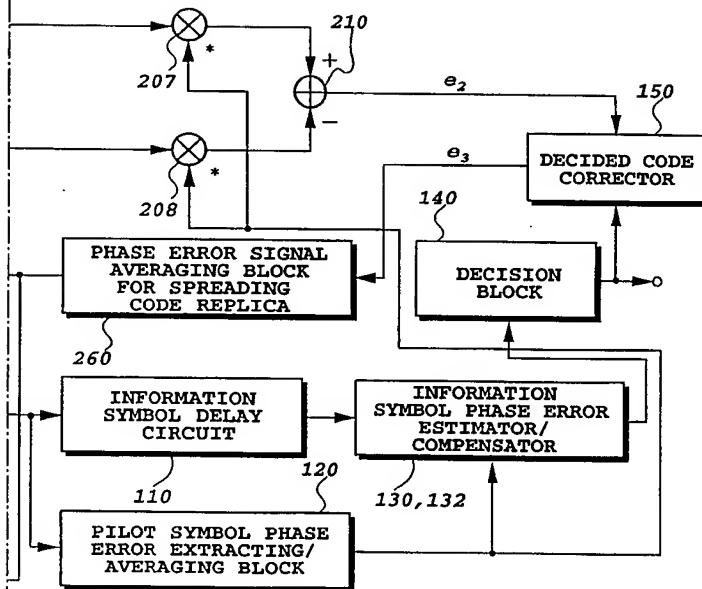 210
*
207
+
e2
-
150
*
208
e3
DECIDED CODE
CORRECTOR
140
DECISION
BLOCK
PHASE ERROR SIGNAL
AVERAGING BLOCK
FOR SPREADING
CODE REPLICA
260
INFORMATION
SYMBOL DELAY
CIRCUIT
110
INFORMATION
SYMBOL PHASE ERROR
ESTIMATOR/
COMPENSATOR
130,132
120
PILOT SYMBOL PHASE
ERROR EXTRACTING/
AVERAGING BLOCK